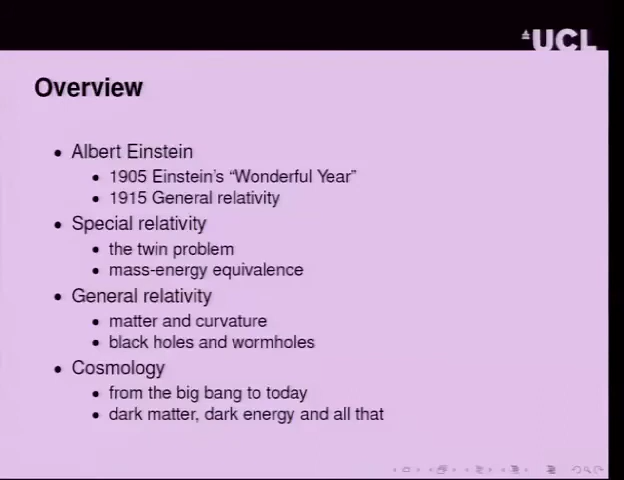 UCL
Overview
• Albert Einstein
• 1905 Einstein's “Wonderful Year”
• 1915 General relativity
• Special relativity
• the twin problem
• mass-energy equivalence
• General relativity
• matter and curvature
• black holes and wormholes
• Cosmology
• from the big bang to today
• dark matter, dark energy and all that